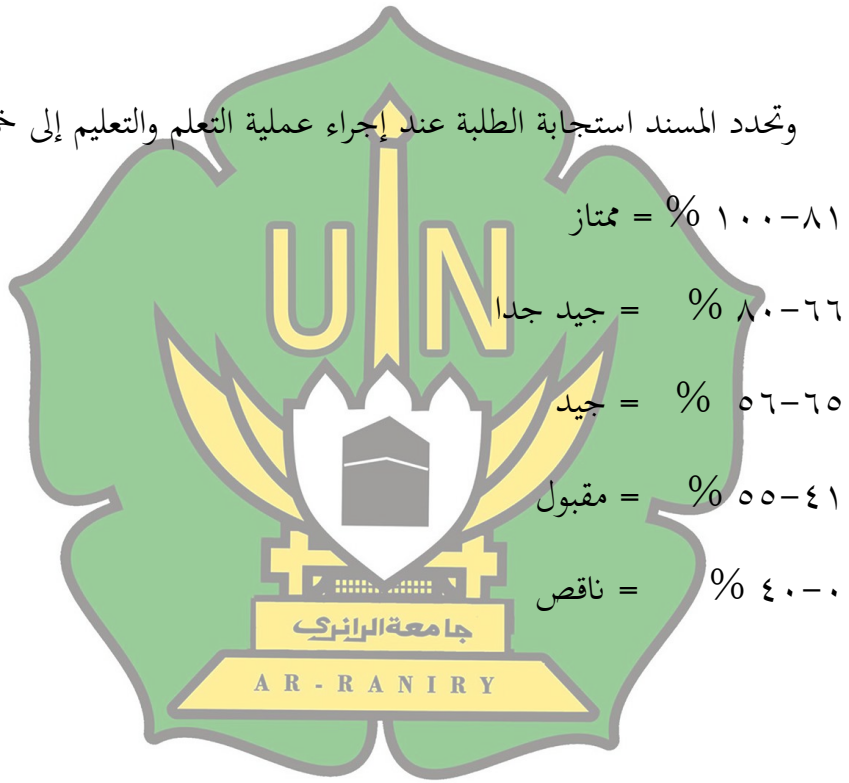 وتحدد المسند استجابة الطلبة عند إجراء عملية التعلم والتعليم إلى
٨١-١٠٠ % = ممتاز
٦٦-٨٠ % = جيد جدا
٦٥-٥٦ % = جيد
٤١-٥٥ % = مقبول
٠-٤٠ % = ناقص
UIN
جامعة الرانري
AR-RANIRY